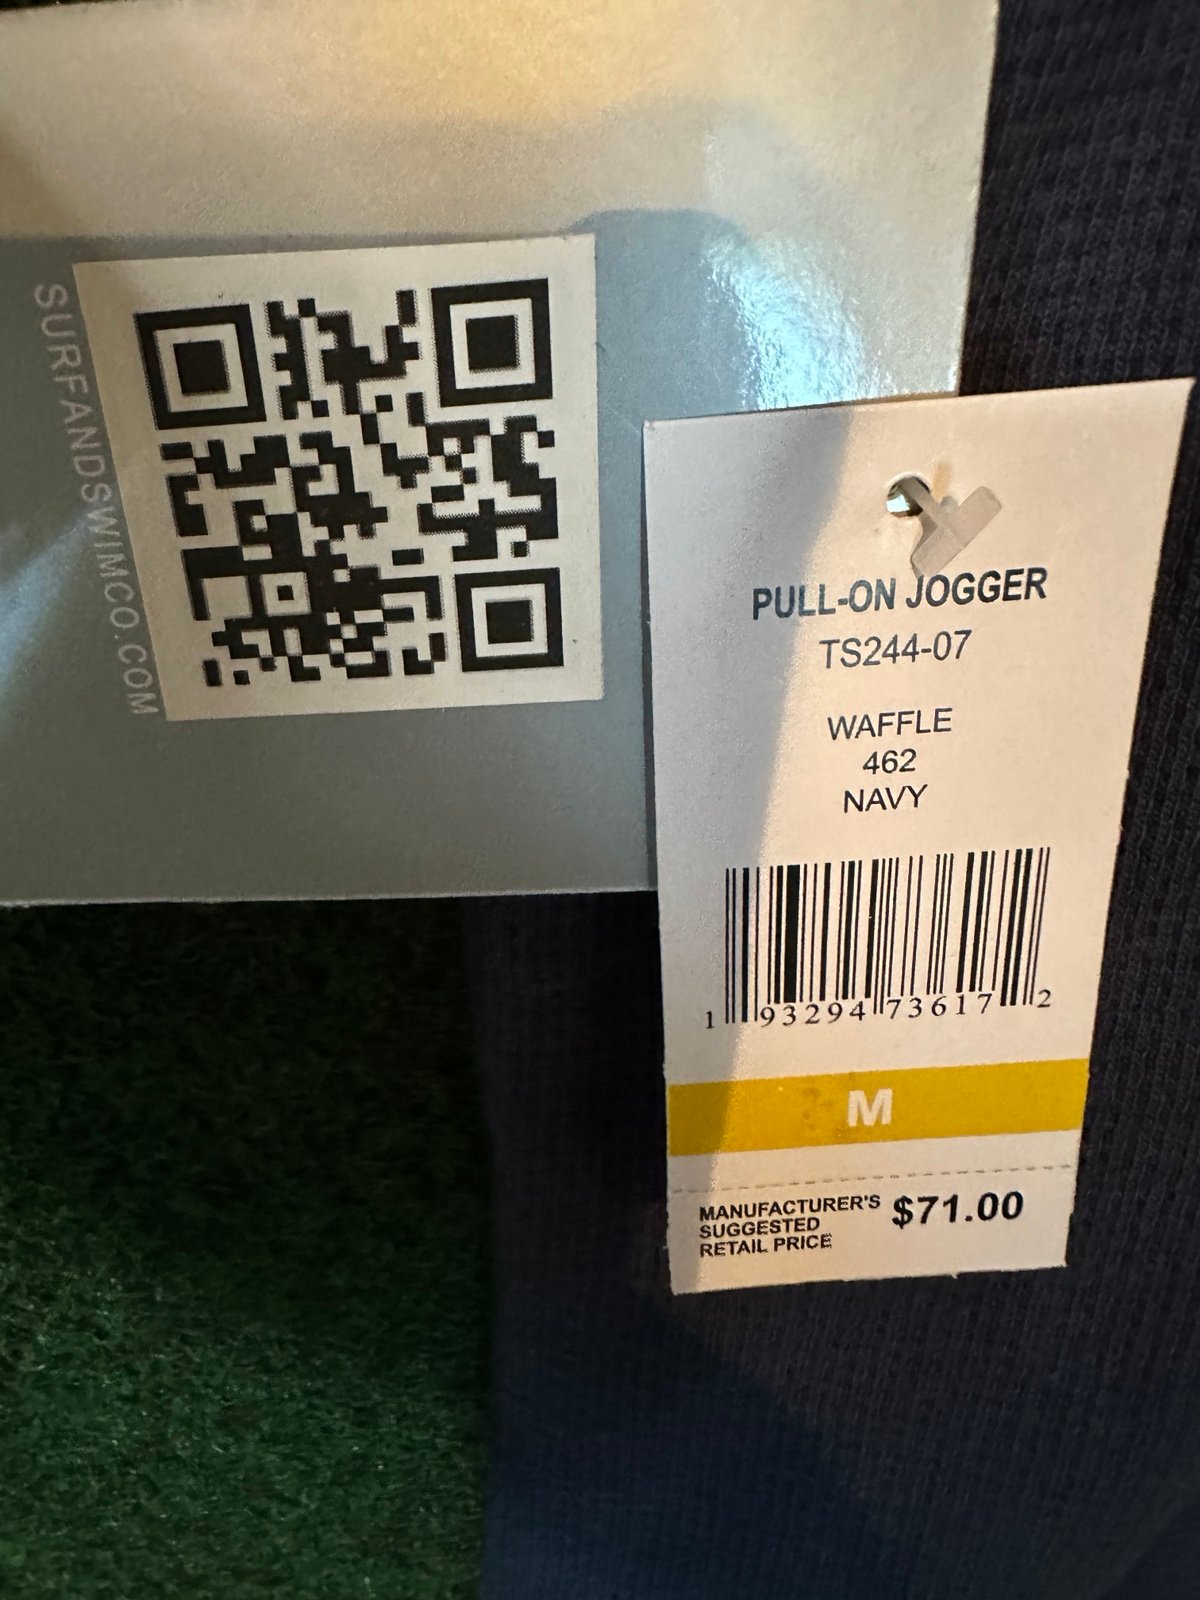 SURFANDSWIMCO.COM
PULL-ON JOGGER
TS244-07
WAFFLE
462
NAVY
1 93294 73617 2
M
MANUFACTURER'S
SUGGESTED
RETAIL PRICE
$71.00